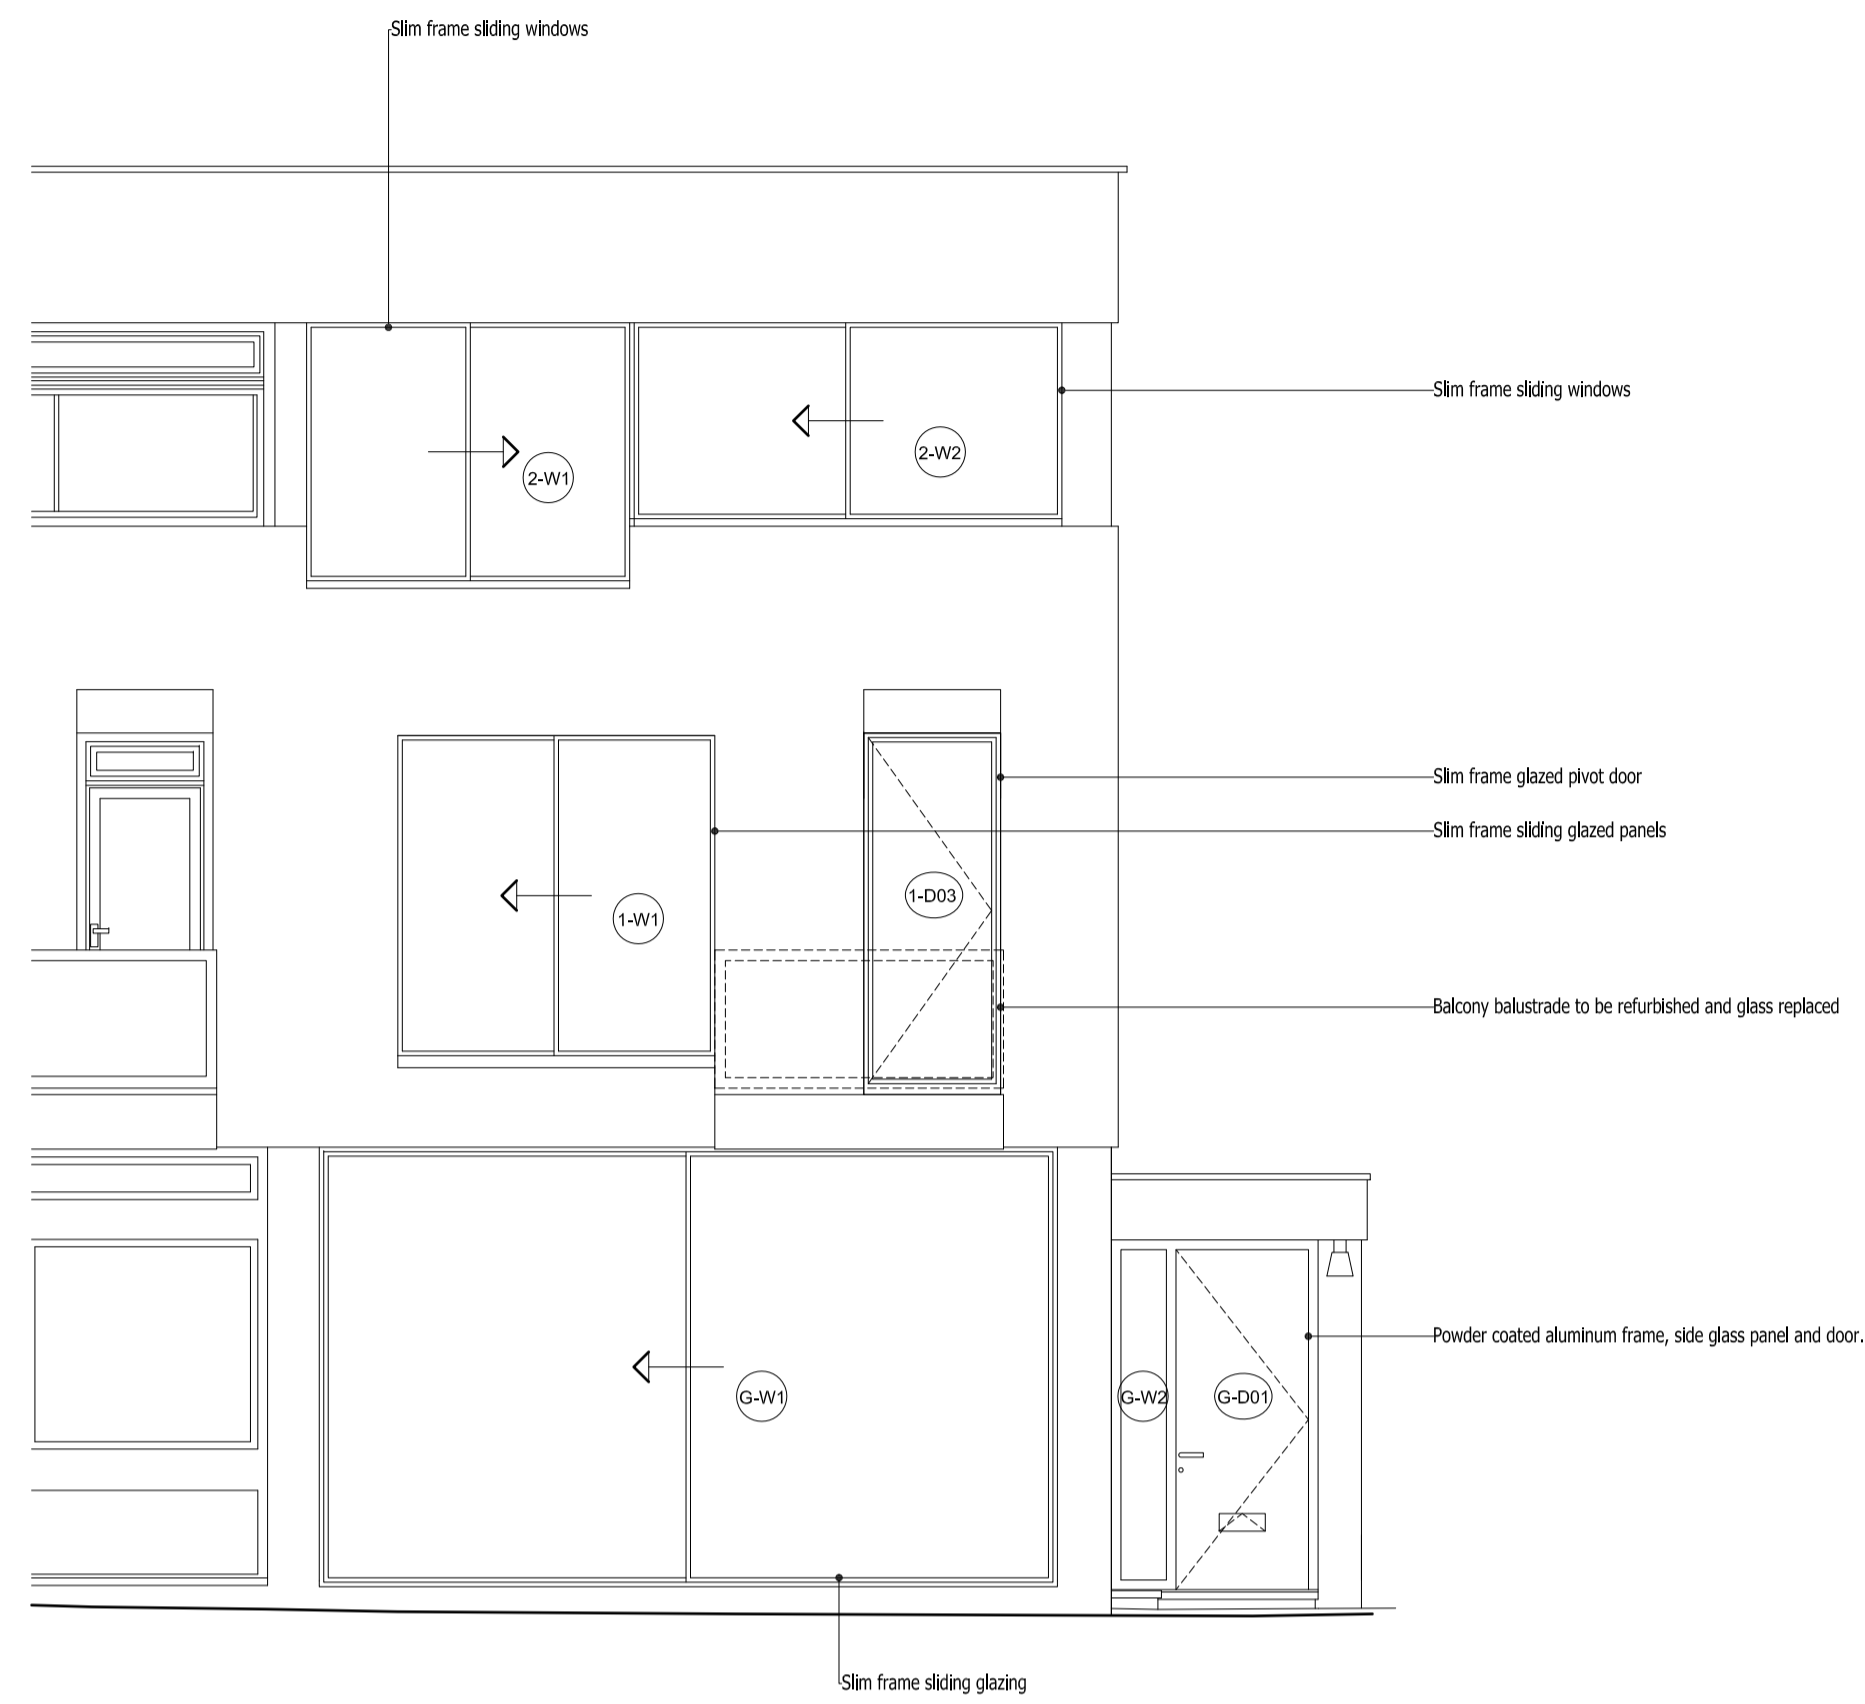 Slim frame sliding windows
Slim frame sliding windows
2-W1
2-W2
Slim frame glazed pivot door
Slim frame sliding glazed panels
1-W1
1-D03
Balcony balustrade to be refurbished and glass replaced
Powder coated aluminum frame, side glass panel and door.
G-W1
G-W2
G-D01
Slim frame sliding glazing